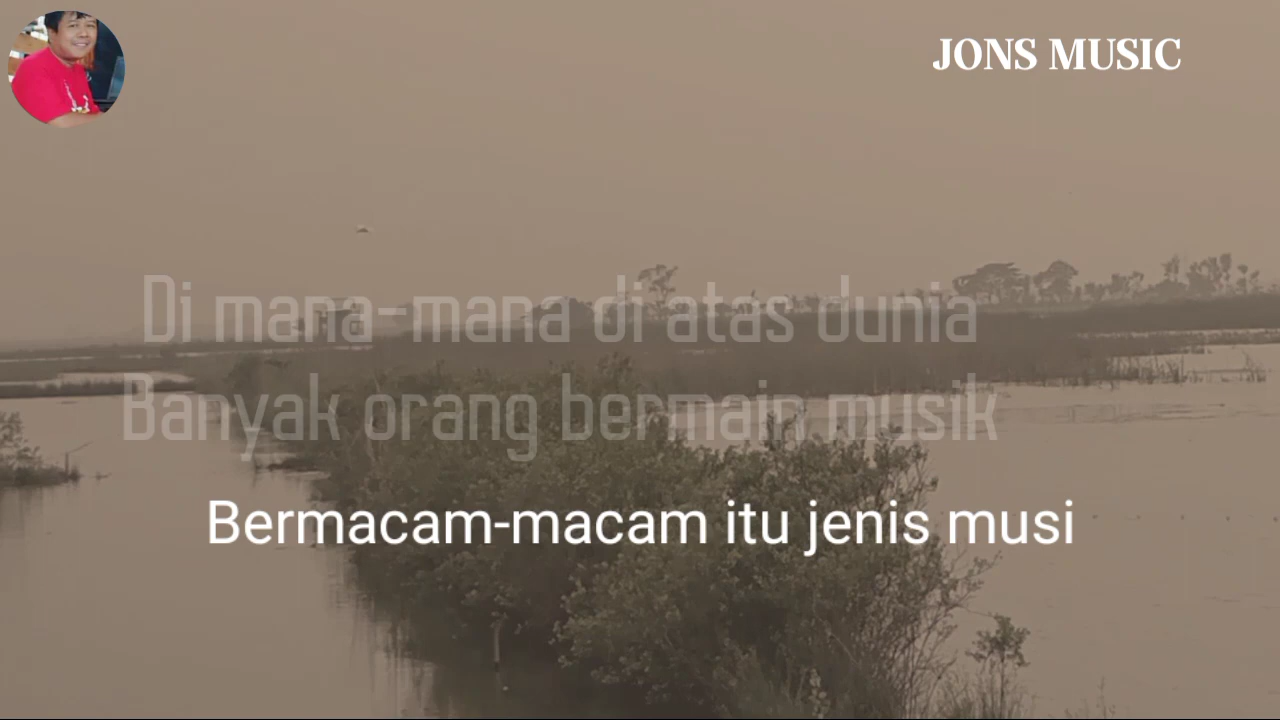 JONS MUSIC
Di mana-mana di atas dunia
Banyak orang bermain musik
Bermacam-macam itu jenis musi